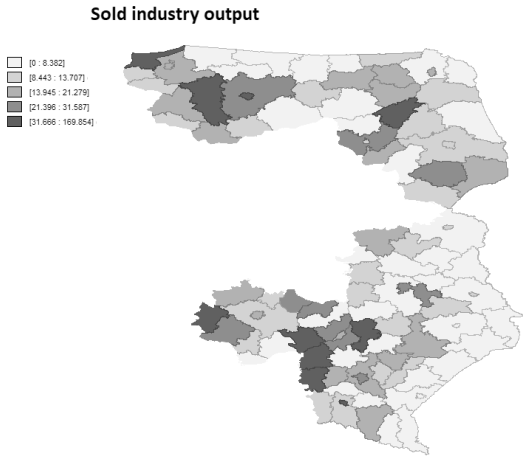 Sold industry output
[0 : 8.382]
[8.443 : 13.707]
[13.945 : 21.279]
[21.396 : 31.587]
[31.666 : 169.854]